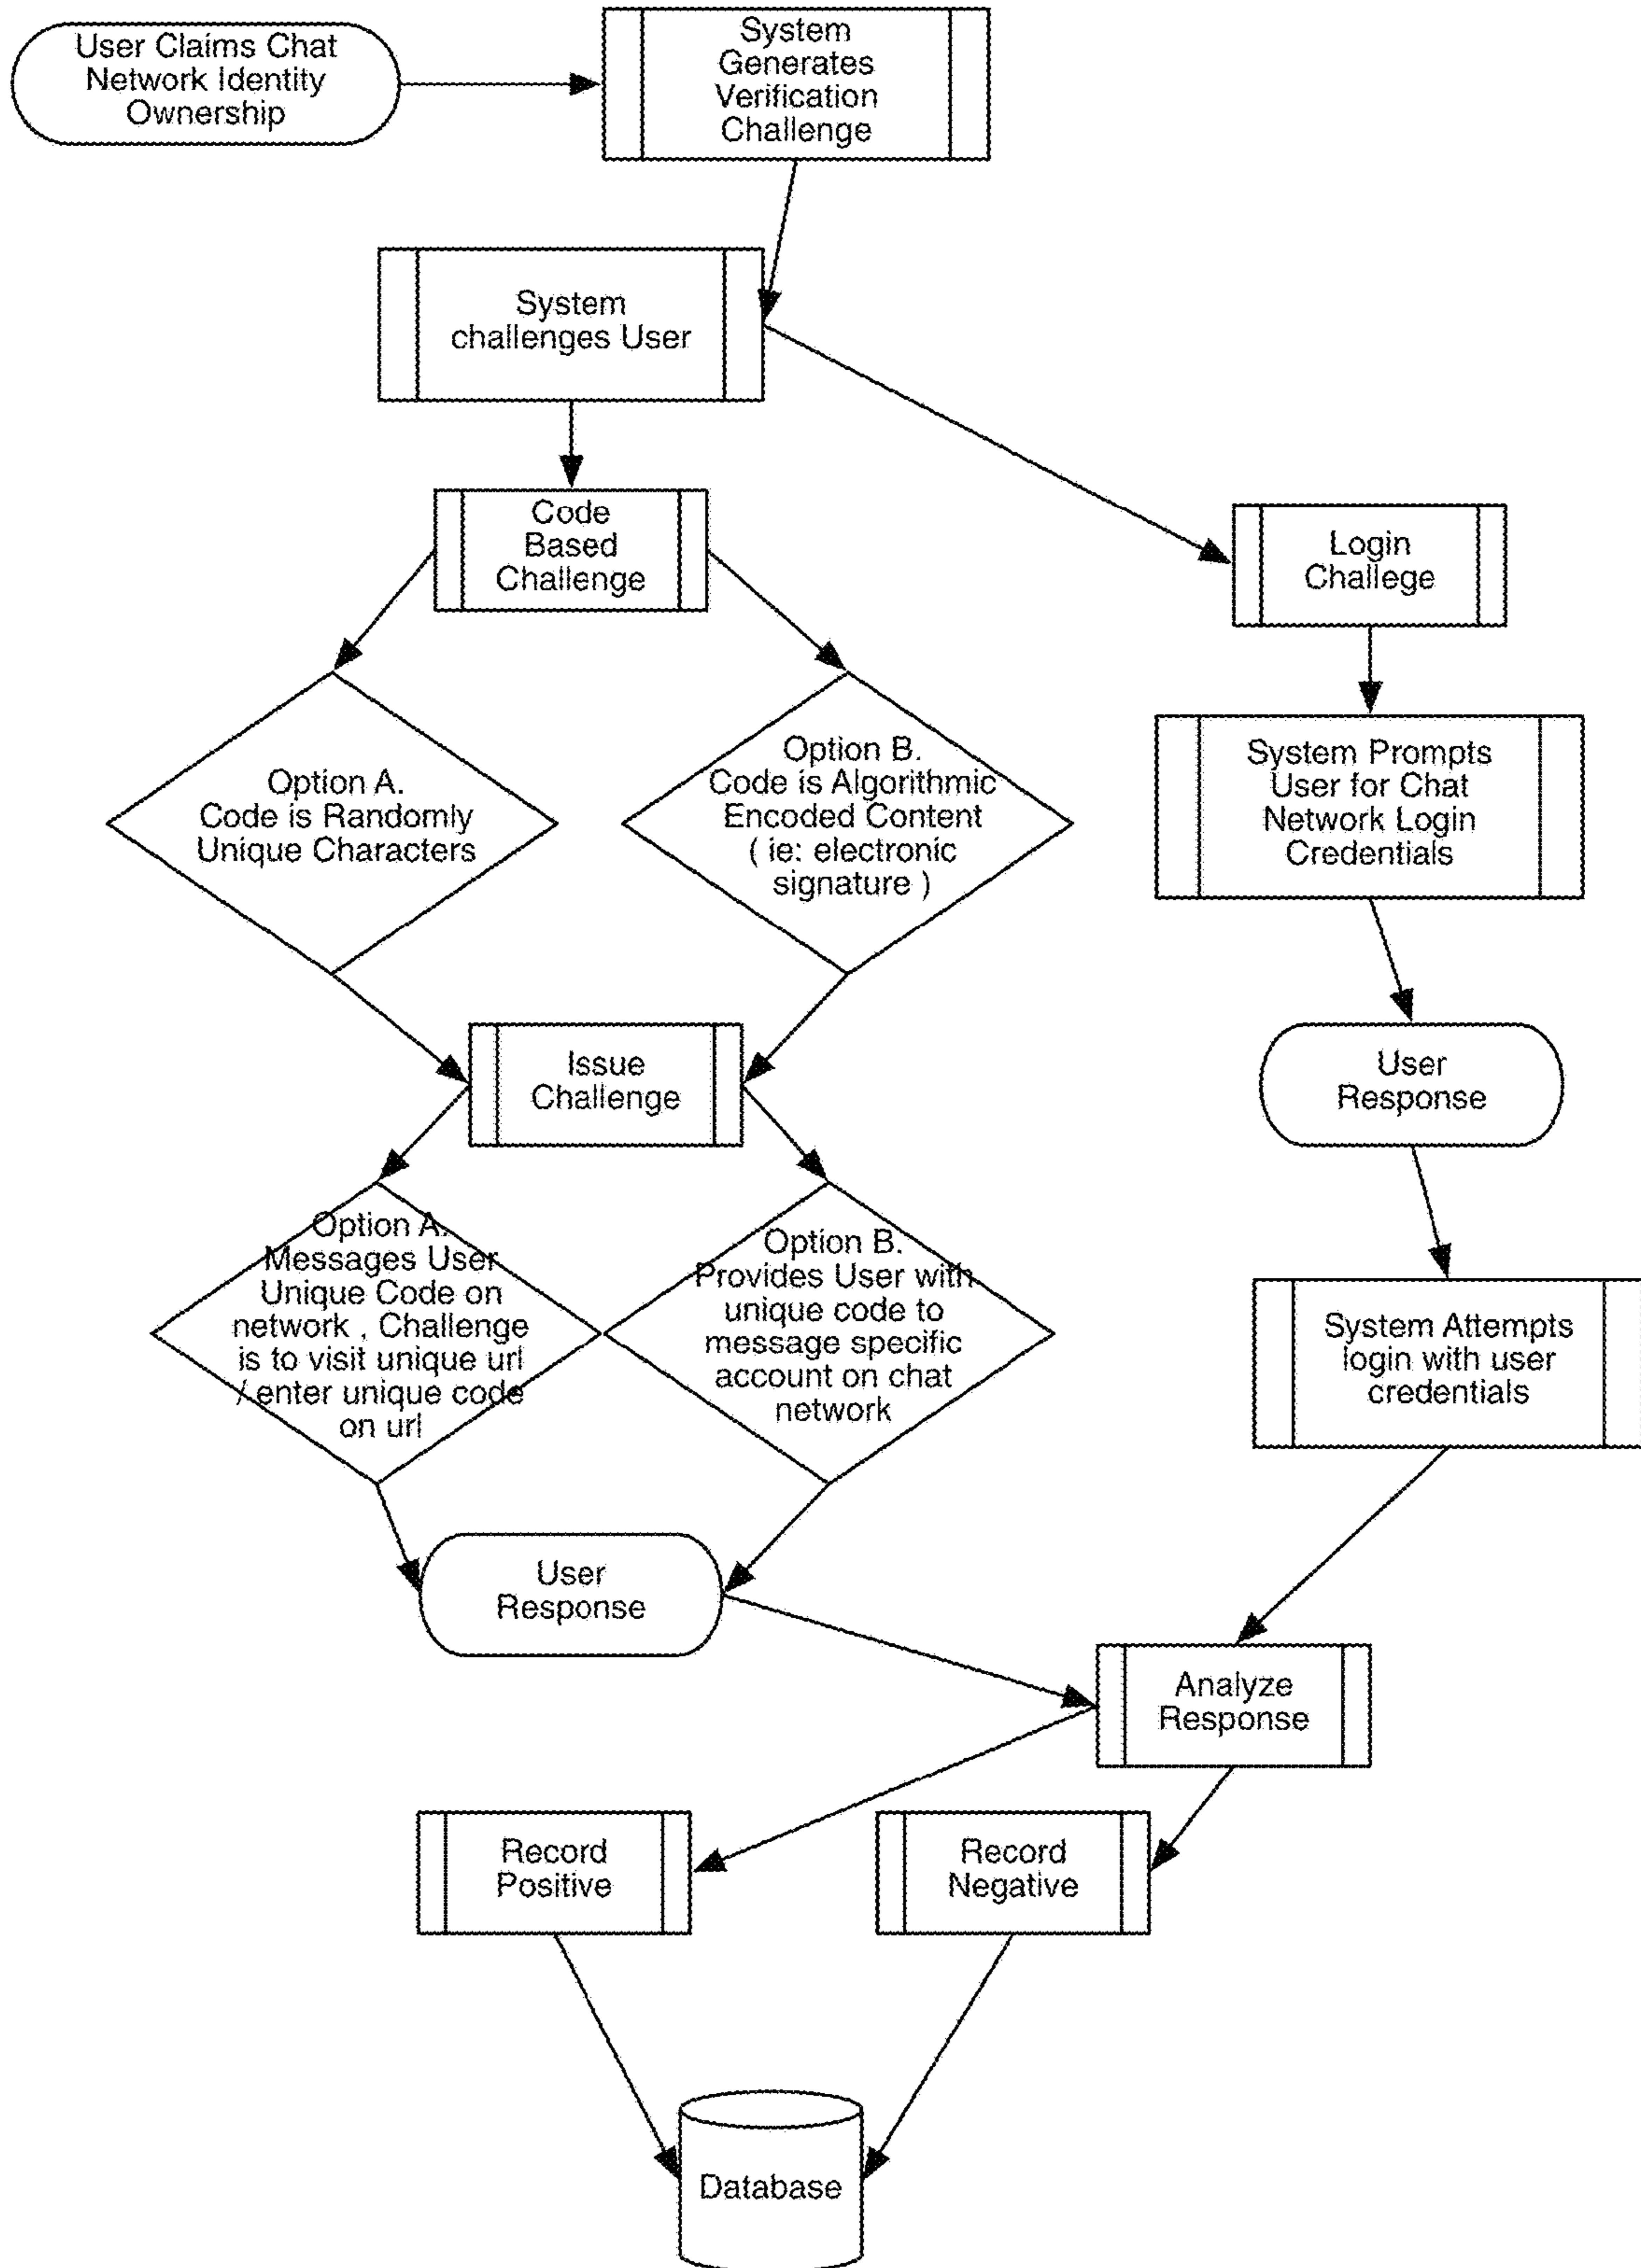 User Claims Chat
Network Identity
Ownership
System
Generates
Verification
Challenge
System
challenges User
Code
Based
Challenge
Login
Challege
Option A.
Code is Randomly
Unique Characters
Option B.
Code is Algorithmic
Encoded Content
( ie: electronic
signature )
System Prompts
User for Chat
Network Login
Credentials
Issue
Challenge
User
Response
Option A.
Messages User
Unique Code on
network , Challenge
is to visit unique url
/ enter unique code
on url
Option B.
Provides User with
unique code to
message specific
account on chat
network
System Attempts
login with user
credentials
User
Response
Analyze
Response
Record
Positive
Record
Negative
Database